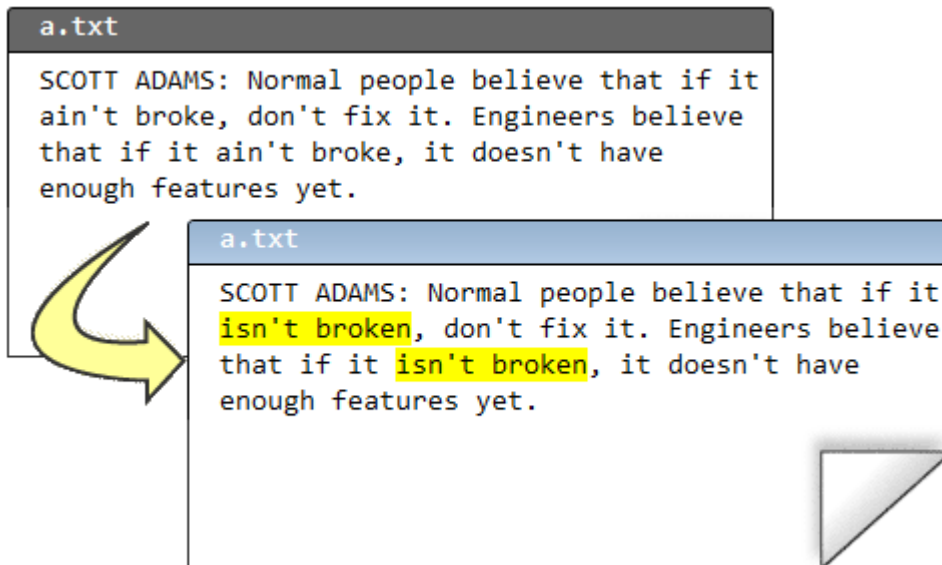 a.txt
SCOTT ADAMS: Normal people believe that if it
ain't broke, don't fix it. Engineers believe
that if it ain't broke, it doesn't have
enough features yet.
a.txt
SCOTT ADAMS: Normal people believe that if it
isn't broken, don't fix it. Engineers believe
that if it isn't broken, it doesn't have
enough features yet.